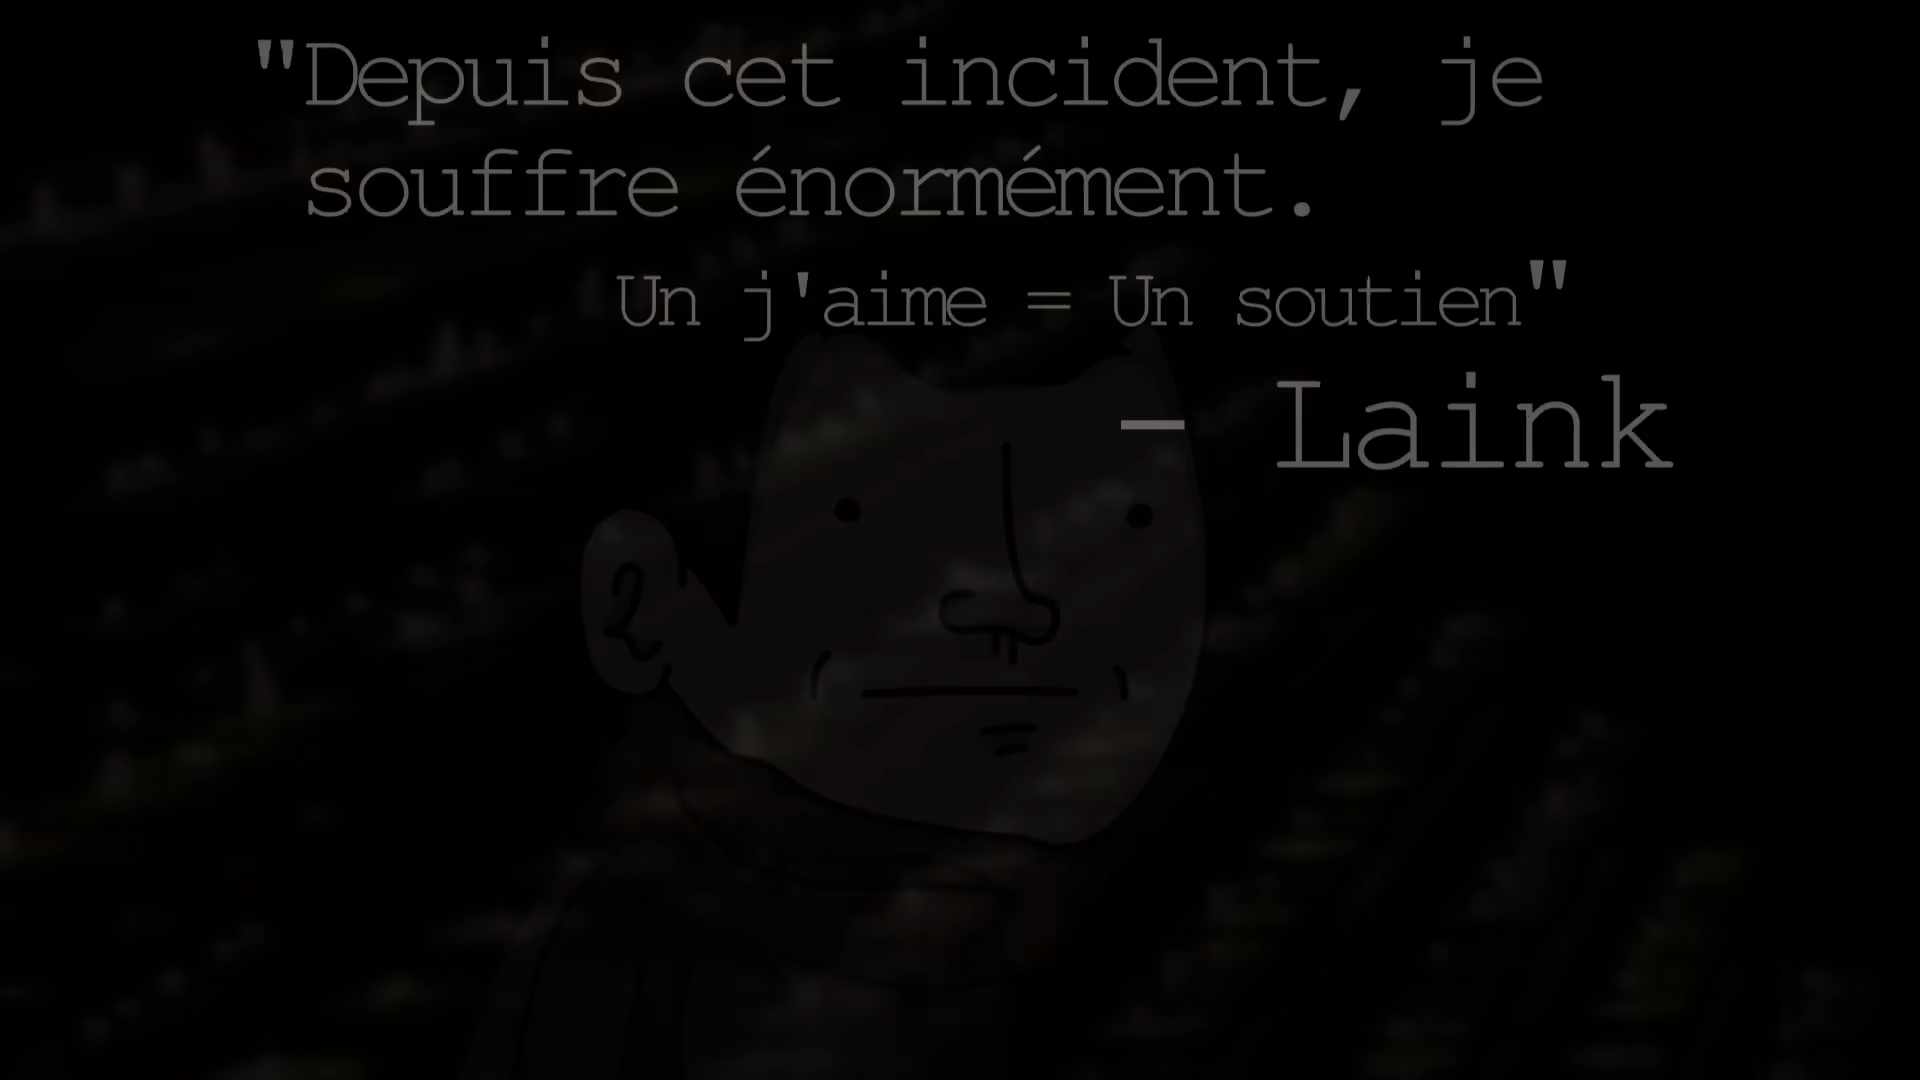 "Depuis cet incident, je
souffre énormément.
Un j'aime = Un soutien"
– Laink